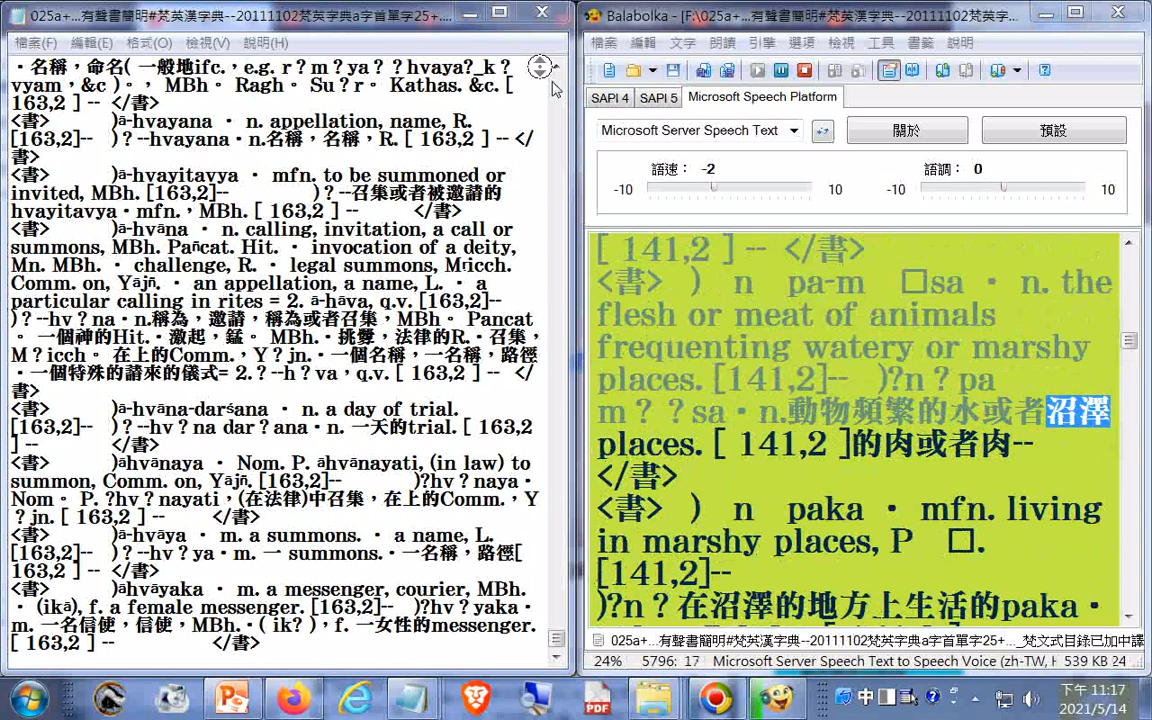 025a+...有聲書簡明#梵英漢字典--20111102梵英字典a字首單字25+...
檔案(F) 編輯(E) 格式(O) 檢視(V) 說明(H)
·名稱，命名( 一般地ifc.，e.g. r？m？ya？？hvaya?_k？
vyam，&c )。， MBh。Ragh。Su？r。Kathas. &c. [
163,2 ] -- </書>
<書> )ā-hvayana · n. appellation, name, R.
[163,2]-- )？--hvayana·n.名稱，名稱，R. [ 163,2 ] -- </
書>
<書> )ā-hvayitavya · mfn. to be summoned or
invited, MBh. [163,2]-- )？--召集或者被邀請的
hvayitavya·mfn.，MBh. [ 163,2 ] -- </書>
<書> )ā-hvāna · n. calling, invitation, a call or
summons, MBh. Pañcat. Hit. · invocation of a deity,
Mn. MBh. · challenge, R. · legal summons, Mṛicch.
Comm. on, Yājñ. · an appellation, a name, L. · a
particular calling in rites = 2. ā-hāva, q.v. [163,2]--
)？--hv？na·n.稱為，邀請，稱為或者召集，MBh。Pancat
。一個神的Hit.·激起，錳。 MBh.·挑釁，法律的R.·召集，
M？icch。 在上的Comm.，Y？jn.·一個名稱，一名稱，路徑
·一個特殊的請來的儀式= 2.？--h？va，q.v. [ 163,2 ] -- </
書>
<書> )ā-hvāna-darśana · n. a day of trial.
[163,2]-- )？--hv？na dar？ana·n. 一天的trial. [ 163,2
] -- </書>
<書> )āhvānaya · Nom. P. āhvānayati, (in law) to
summon, Comm. on, Yājñ. [163,2]-- )?hv？naya·
Nom。 P. ?hv？nayati，(在法律)中召集，在上的Comm.，Y
？jn. [ 163,2 ] -- </書>
<書> )ā-hvāya · m. a summons. · a name, L.
[163,2]-- )？--hv？ya·m. 一 summons.·一名稱，路徑[
163,2 ] -- </書>
<書> )āhvāyaka · m. a messenger, courier, MBh.
· (ikā), f. a female messenger. [163,2]-- )?hv？yaka·
m. 一名信使，信使，MBh.·( ik？)，f. 一女性的messenger.
[ 163,2 ] -- </書>
Balabolka - [F:\025a+...有聲書簡明#梵英漢字典--20111102梵英字...
檔案 編輯 文字 朗讀 引擎 選項 檢視 工具 書籤 說明
SAPI 4 SAPI 5 Microsoft Speech Platform
Microsoft Server Speech Text 關於 預設
語速： -2 語調： 0
-10 10 -10 10
[ 141,2 ] -- </書>
<書> ) n pa-m □sa · n. the
flesh or meat of animals
frequenting watery or marshy
places. [141,2]-- )?n？pa
m？？sa·n.動物頻繁的水或者沼澤
places. [ 141,2 ]的肉或者肉--
</書>
<書> ) n paka · mfn. living
in marshy places, P □.
[141,2]--
)?n？在沼澤的地方上生活的paka·
025a+...有聲書簡明#梵英漢字典--20111102梵英字典a字首單字25+..._梵文式目錄已加中譯
24% 5796: 17 Microsoft Server Speech Text to Speech Voice (zh-TW, H 539 KB 24
中
下午 11:17
2021/5/14